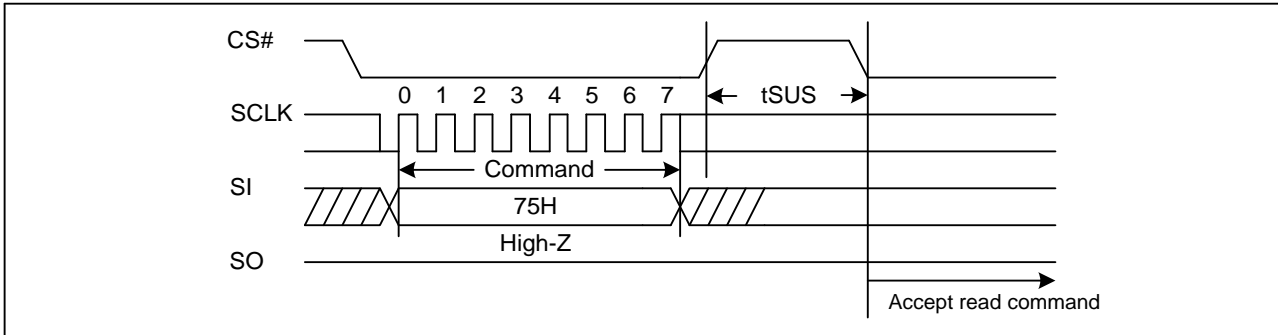 CS#
0 1 2 3 4 5 6 7
tSUS
SCLK
Command
SI
75H
High-Z
SO
Accept read command